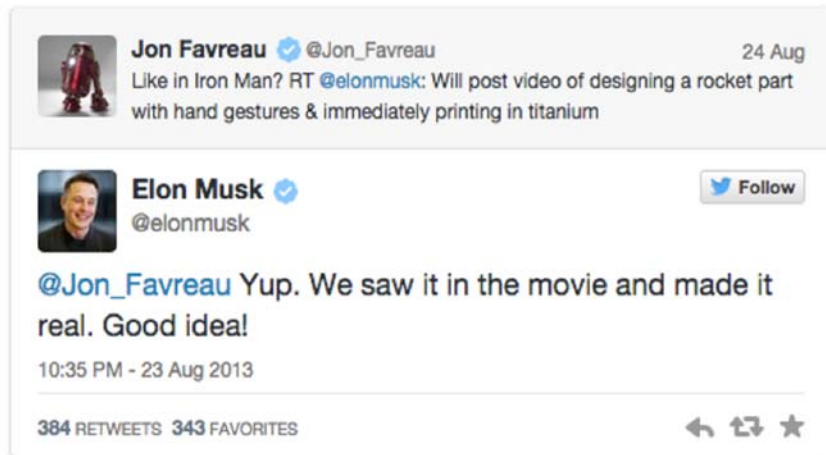 Jon Favreau @Jon_Favreau 24 Aug
Like in Iron Man? RT @elonmusk: Will post video of designing a rocket part
with hand gestures & immediately printing in titanium
Elon Musk Follow
@elonmusk
@Jon_Favreau Yup. We saw it in the movie and made it
real. Good idea!
10:35 PM - 23 Aug 2013
384 RETWEETS 343 FAVORITES